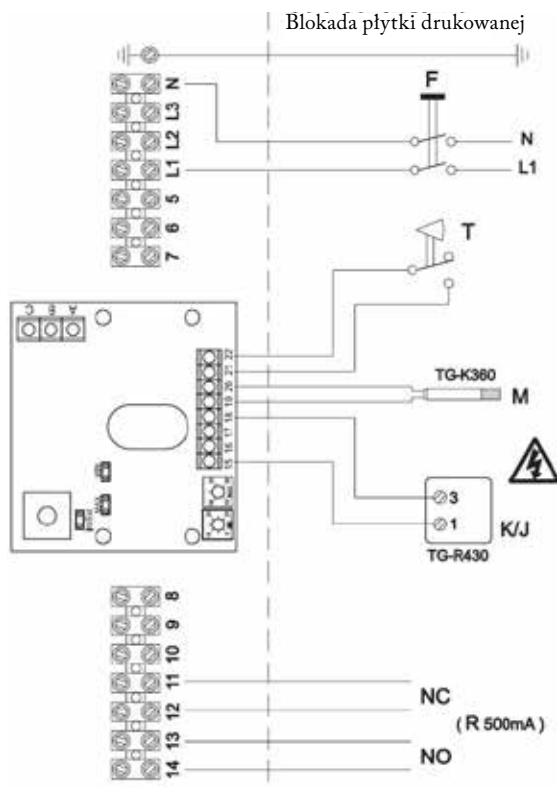 Blokada płytki drukowanej
F
N
L3
L2
L1
5
6
7
N
L1
T
C
B
A
22
21
20
19
18
17
16
15
TG-K360
M
3
1
K/J
TG-R430
8
9
10
11
12
13
14
NC
( R 500mA )
NO